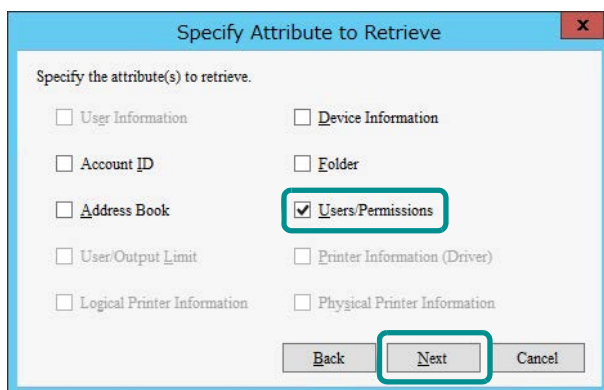 Specify Attribute to Retrieve
x
Specify the attribute(s) to retrieve.
User Information
Device Information
Account ID
Folder
Address Book
Users/Permissions
User/Output Limit
Printer Information (Driver)
Logical Printer Information
Physical Printer Information
Back
Next
Cancel